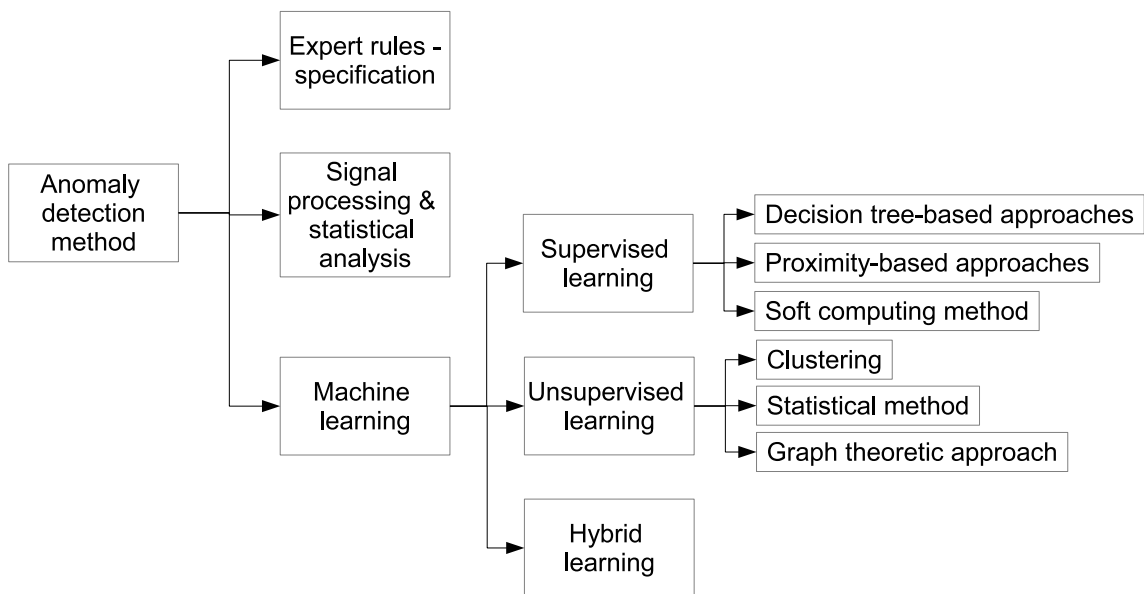 Expert rules -
specification
Anomaly
detection
method
Signal
processing &
statistical
analysis
Machine
learning
Supervised
learning
Unsupervised
learning
Hybrid
learning
Decision tree-based approaches
Proximity-based approaches
Soft computing method
Clustering
Statistical method
Graph theoretic approach